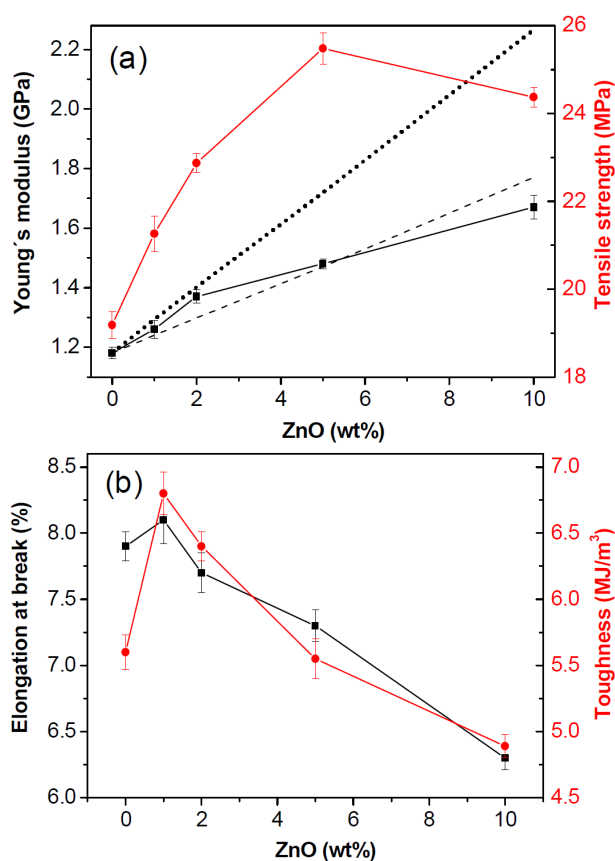 (a)
Young´s modulus (GPa)
2.2
2.0
1.8
1.6
1.4
1.2
26
24
22
20
18
Tensile strength (MPa)
0 2 4 6 8 10
ZnO (wt%)
(b)
Elongation at break (%)
8.5
8.0
7.5
7.0
6.5
6.0
7.0
6.5
6.0
5.5
5.0
4.5
Toughness (MJ/m³)
0 2 4 6 8 10
ZnO (wt%)